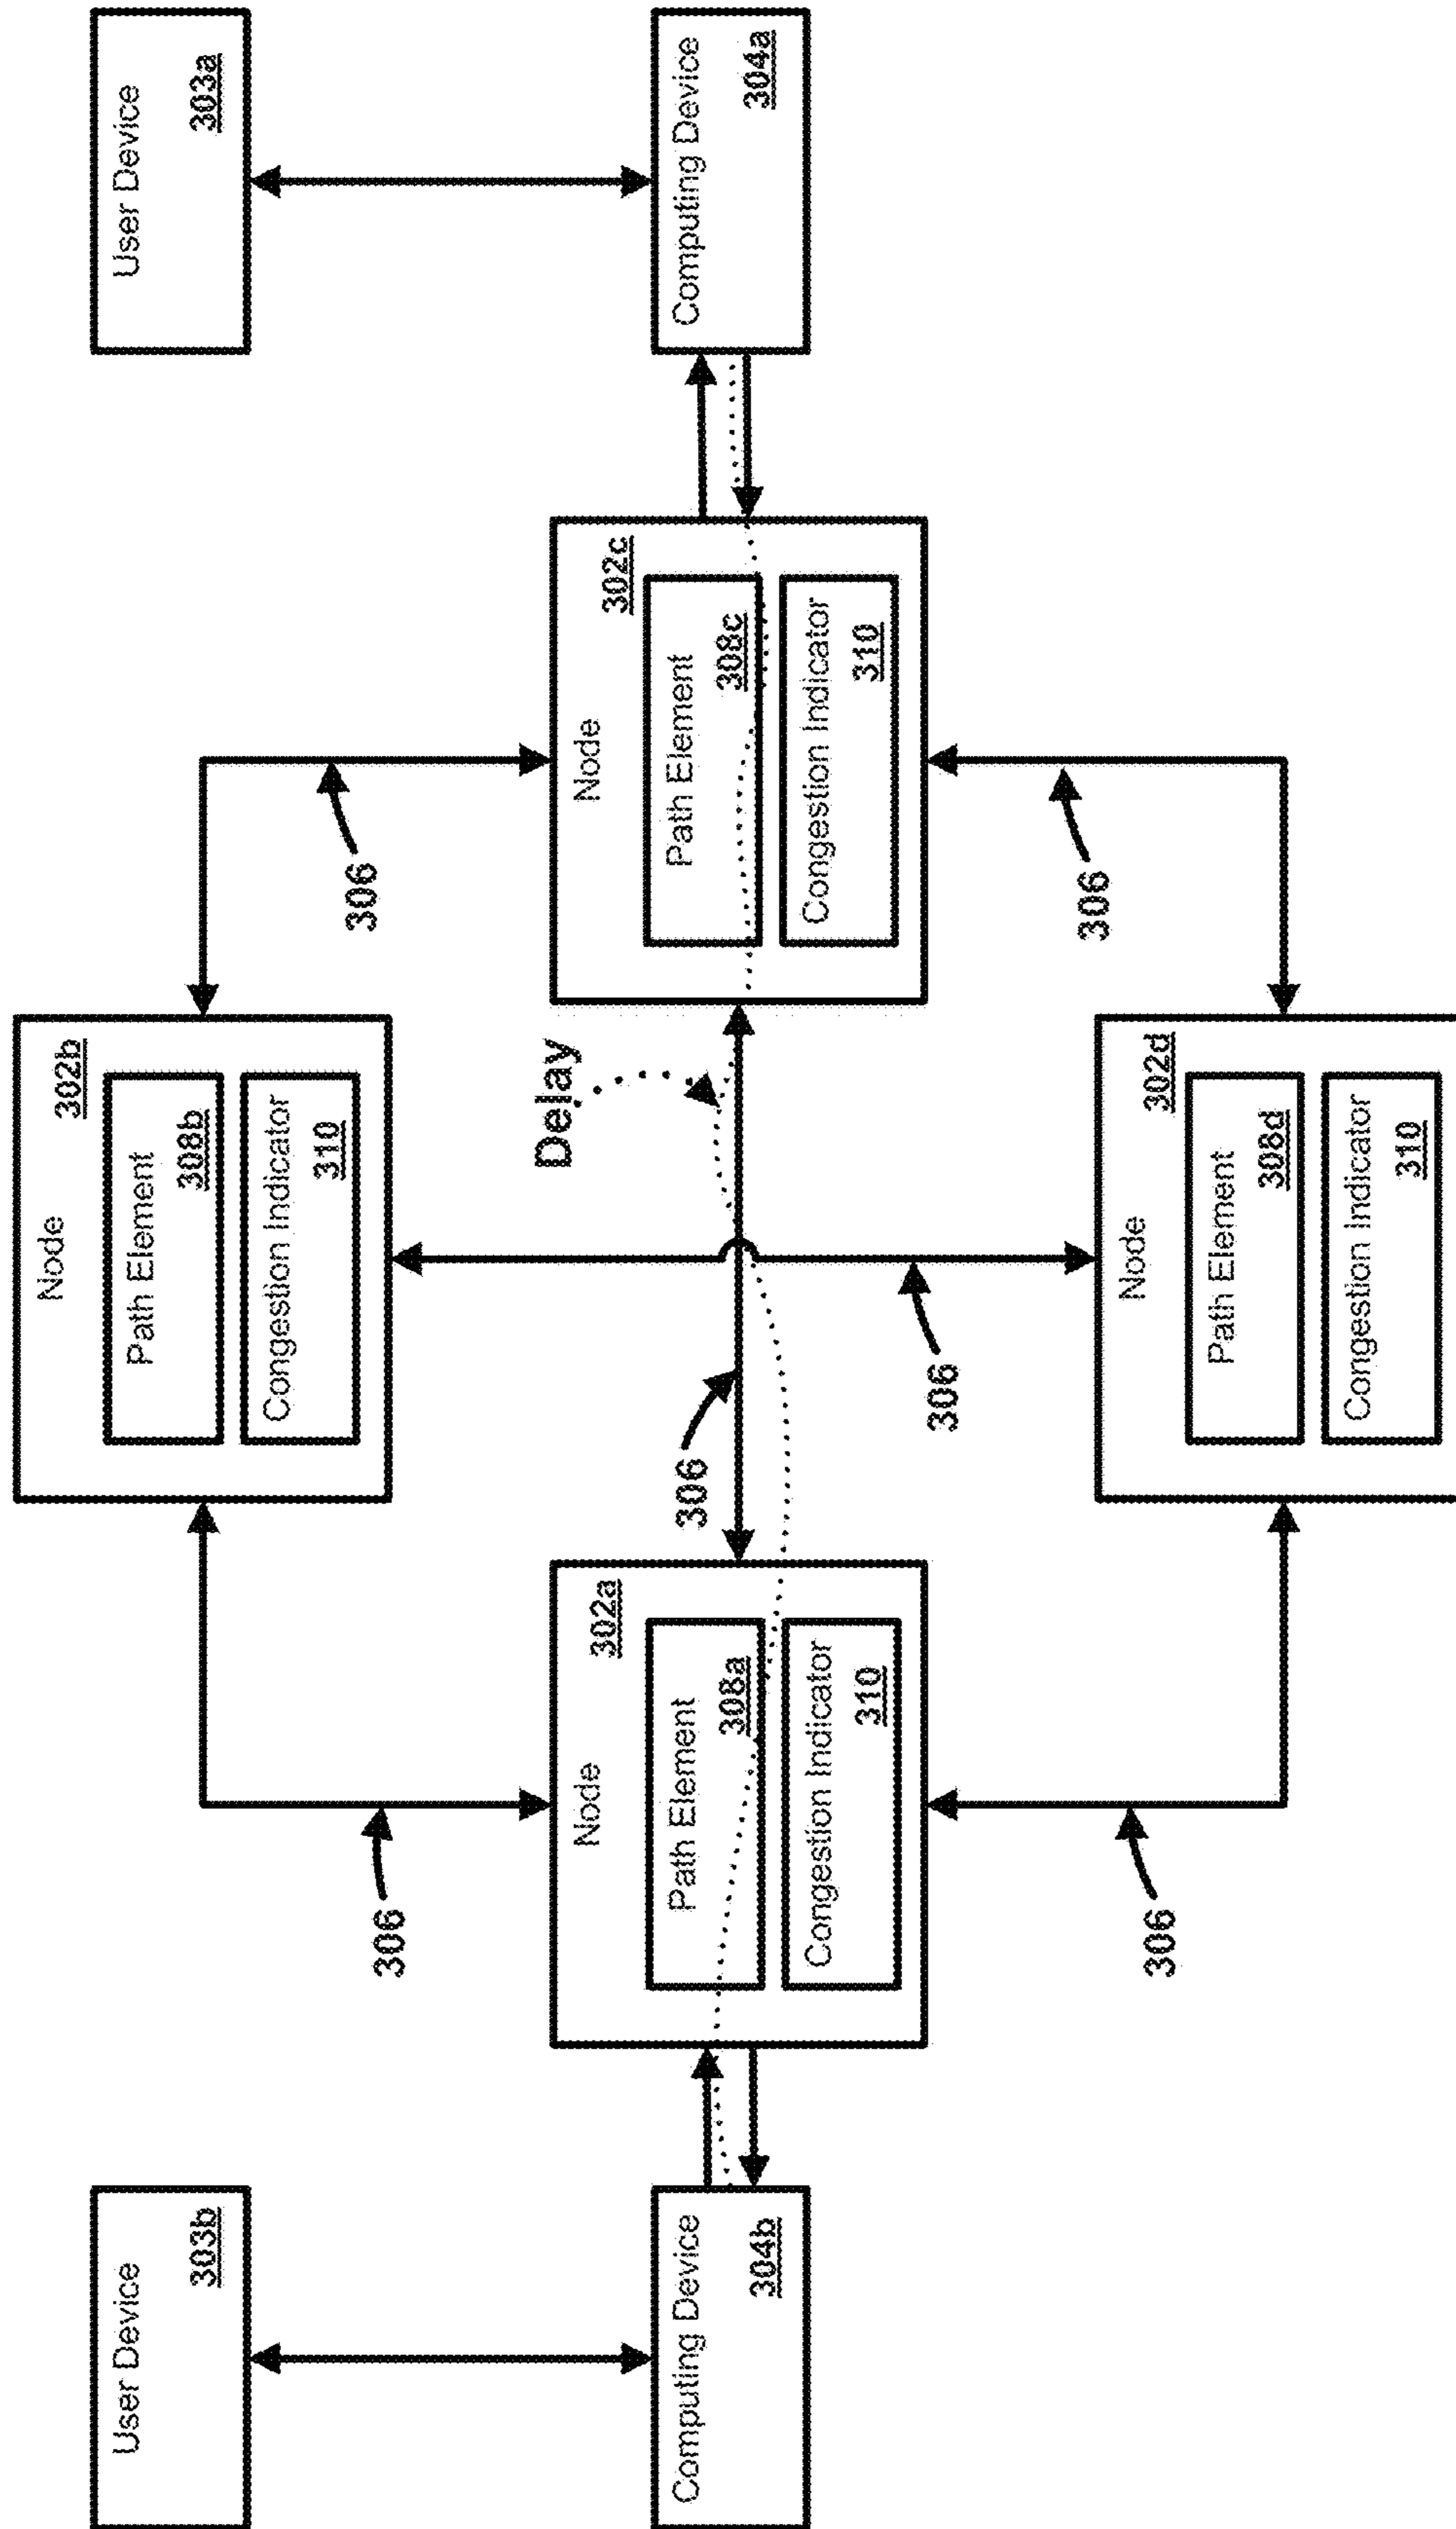 User Device
303b
Node
302b
Path Element
308b
Congestion Indicator
310
User Device
303a
306
306
Delay
Computing Device
304b
Node
302a
Path Element
308a
Congestion Indicator
310
306
Node
302c
Path Element
308c
Congestion Indicator
310
Computing Device
304a
306
306
306
Node
302d
Path Element
308d
Congestion Indicator
310